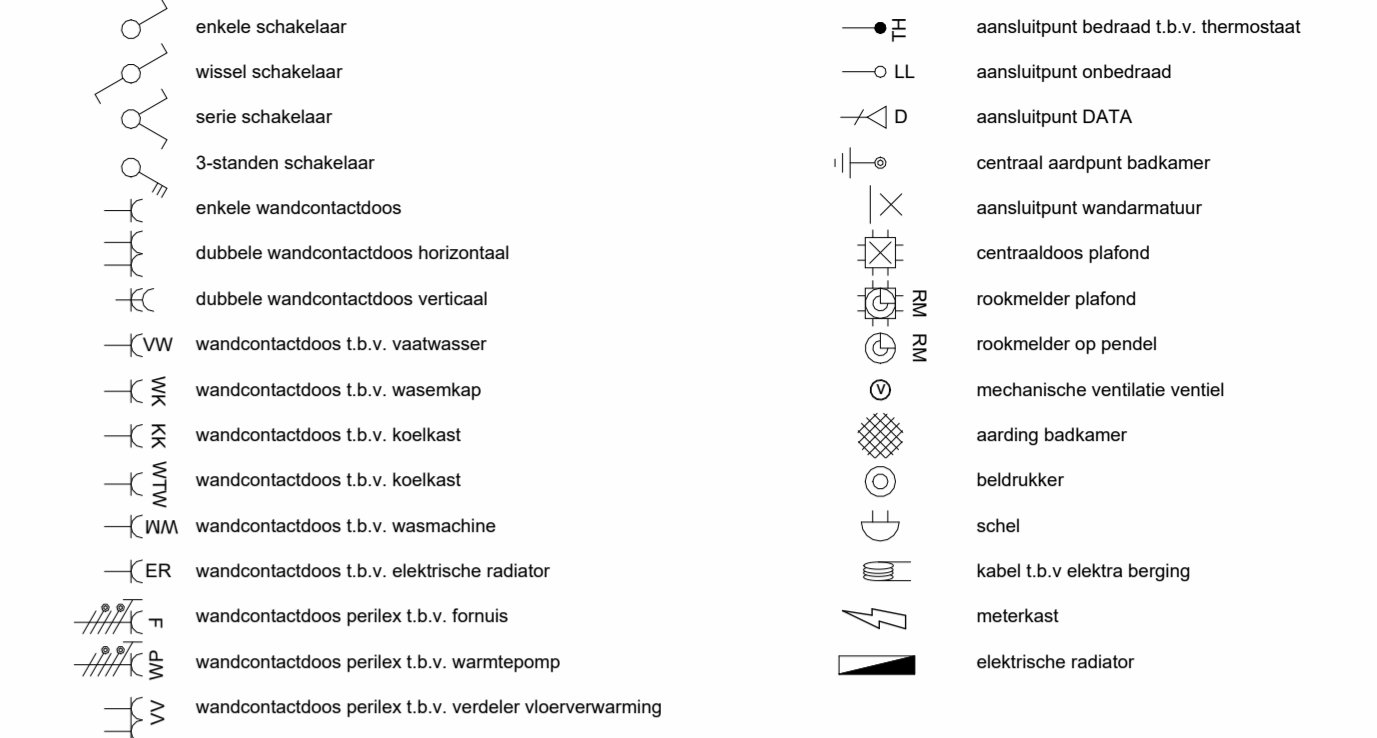 enkele schakelaar
wissel schakelaar
serie schakelaar
3-standen schakelaar
enkele wandcontactdoos
dubbele wandcontactdoos horizontaal
dubbele wandcontactdoos verticaal
VW wandcontactdoos t.b.v. vaatwasser
WK wandcontactdoos t.b.v. wasemkap
KK wandcontactdoos t.b.v. koelkast
WTW wandcontactdoos t.b.v. koelkast
WM wandcontactdoos t.b.v. wasmachine
ER wandcontactdoos t.b.v. elektrische radiator
F wandcontactdoos perilex t.b.v. fornuis
WP wandcontactdoos perilex t.b.v. warmtepomp
VV wandcontactdoos perilex t.b.v. verdeler vloerverwarming
TH aansluitpunt bedraad t.b.v. thermostaat
LL aansluitpunt onbedraad
D aansluitpunt DATA
centraal aardpunt badkamer
aansluitpunt wandarmatuur
centraaldoos plafond
RM rookmelder plafond
RM rookmelder op pendel
V mechanische ventilatie ventiel
aarding badkamer
beldrukker
schel
kabel t.b.v elektra berging
meterkast
elektrische radiator